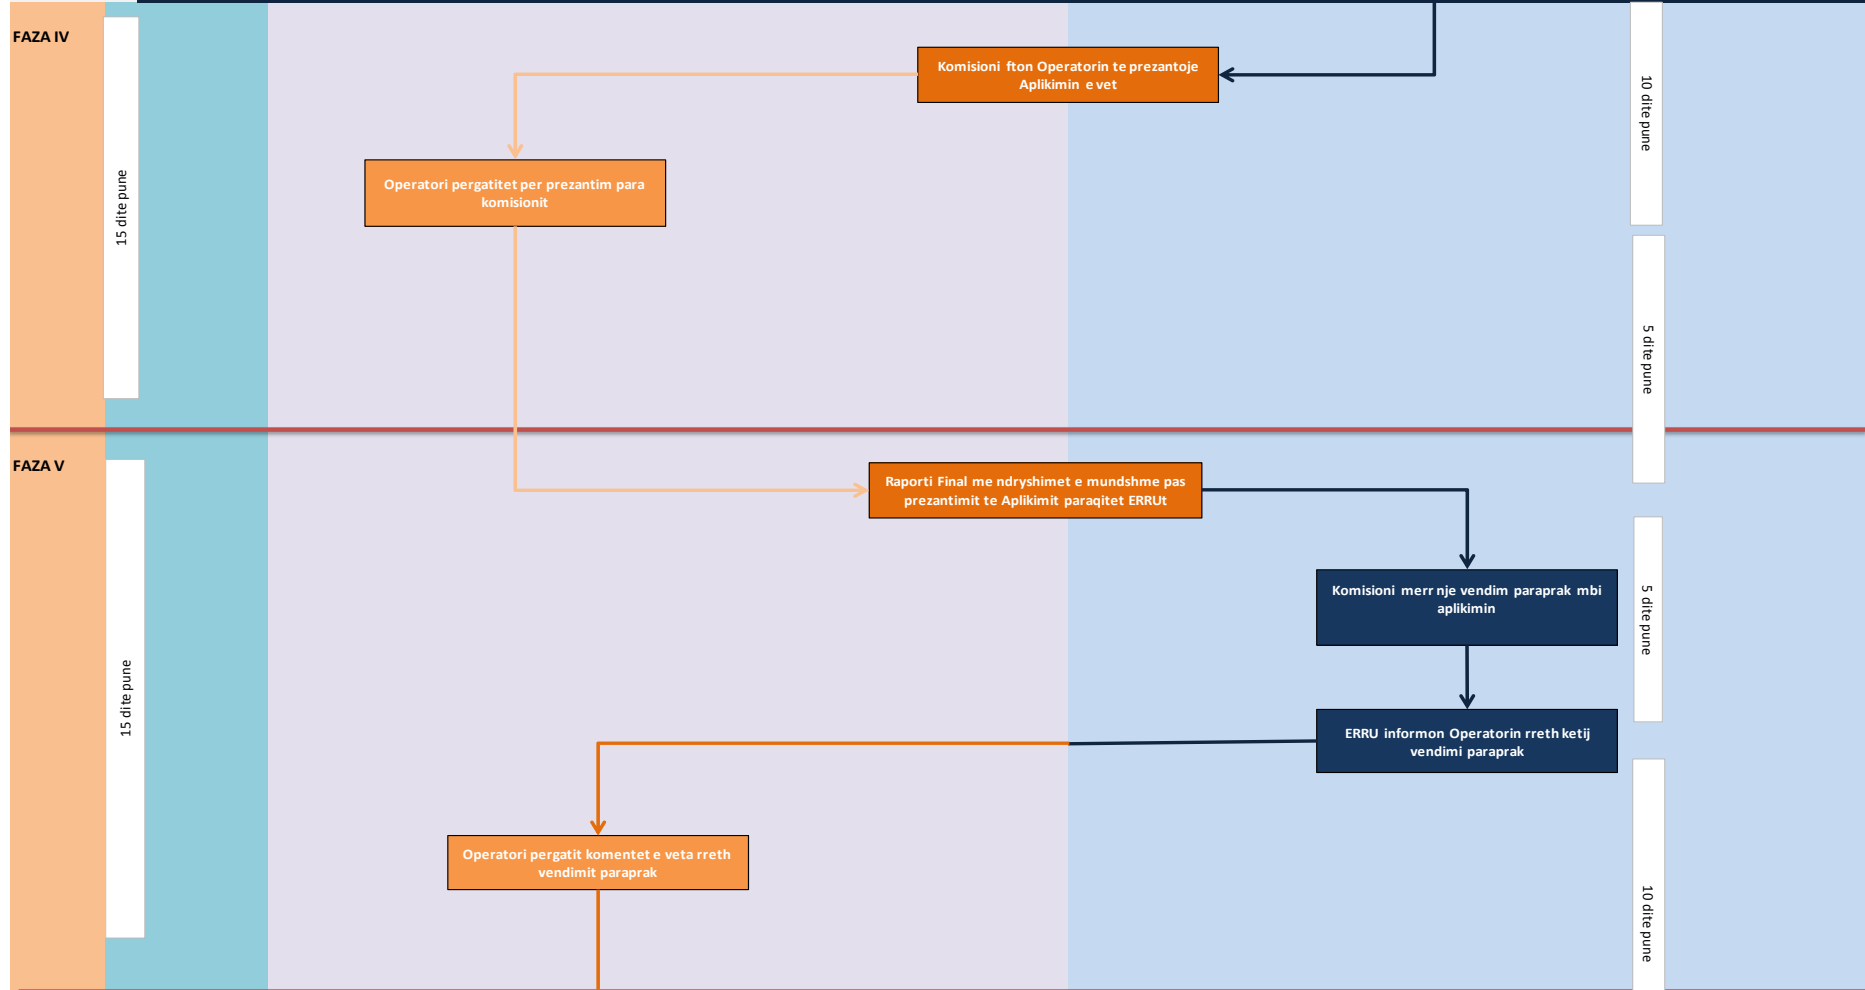 FAZA IV
Komisioni fton Operatorin te prezantoje
Aplikimin e vet
10 dite pune
15 dite pune
Operatori pergatitet per prezantim para
komisionit
5 dite pune
FAZA V
Raporti Final me ndryshimet e mundshme pas
prezantimit te Aplikimit paraqitet ERRUt
Komisioni merr nje vendim paraprak mbi
aplikimin
5 dite pune
15 dite pune
ERRU informon Operatorin rreth ketij
vendimi paraprak
Operatori pergatit komentet e veta rreth
vendimit paraprak
10 dite pune